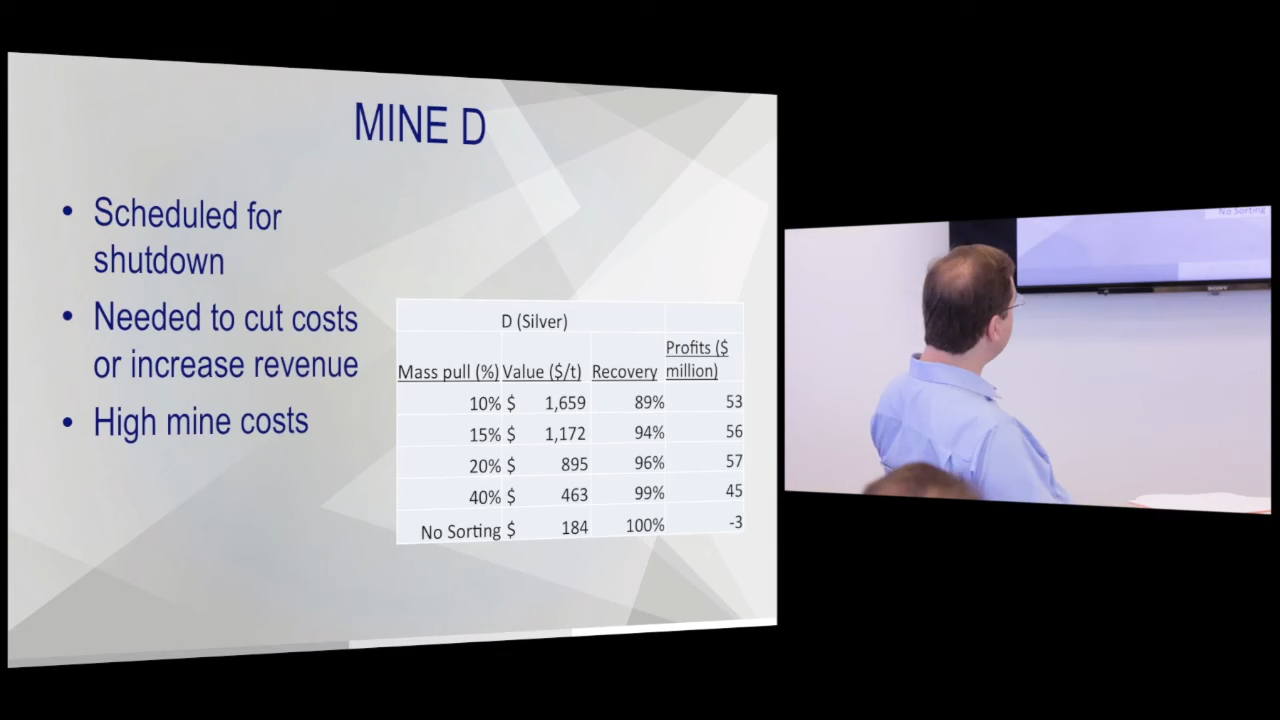 MINE D
• Scheduled for
shutdown
• Needed to cut costs
or increase revenue
• High mine costs
D (Silver)
Mass pull (%) Value ($/t) Recovery Profits ($ million)
10% $ 1,659 89% 53
15% $ 1,172 94% 56
20% $ 895 96% 57
40% $ 463 99% 45
No Sorting $ 184 100% -3
No Sorting
SONY